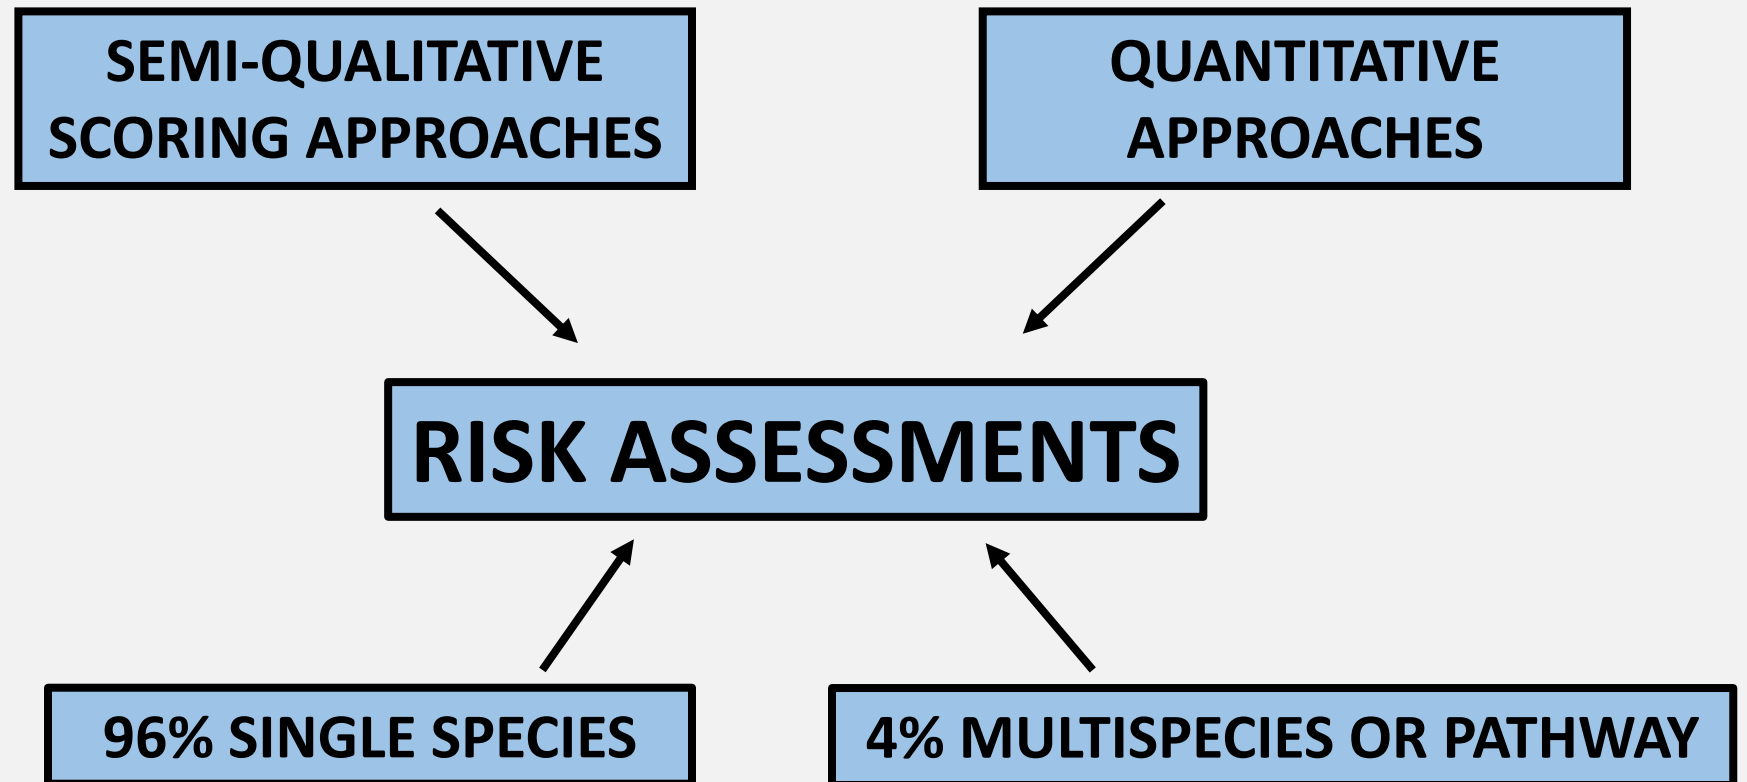 SEMI-QUALITATIVE
SCORING APPROACHES
QUANTITATIVE
APPROACHES
RISK ASSESSMENTS
96% SINGLE SPECIES
4% MULTISPECIES OR PATHWAY